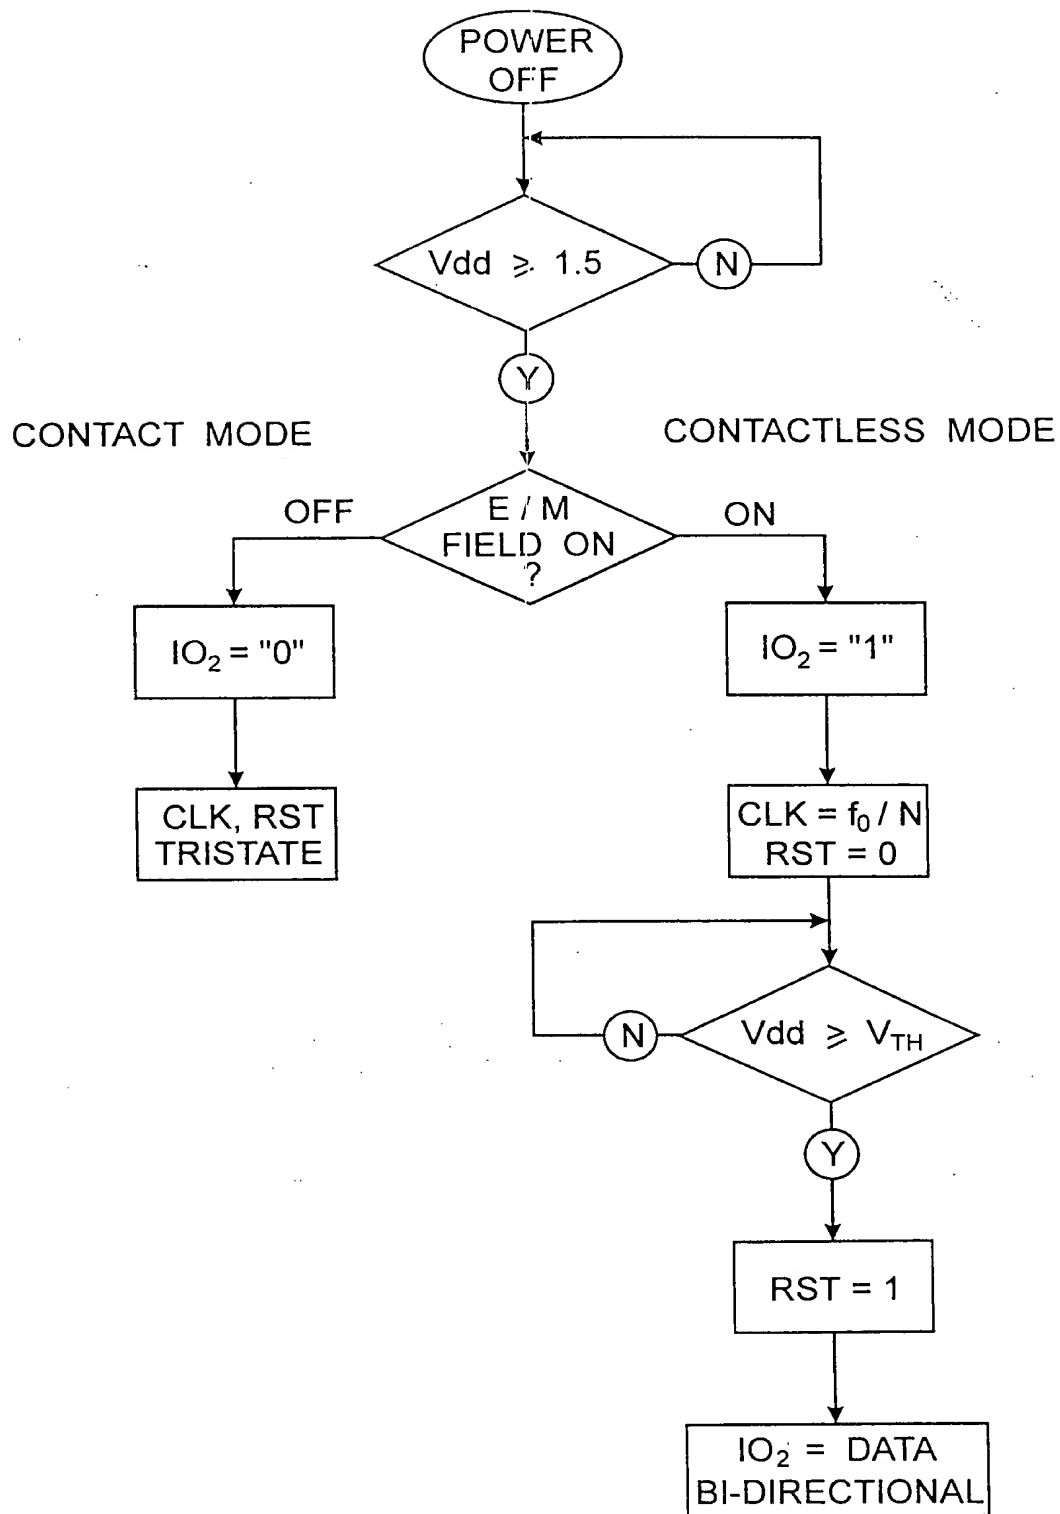 POWER
OFF
Vdd ⩾ 1.5
N
Y
CONTACT MODE
CONTACTLESS MODE
OFF
E / M
FIELD ON
?
ON
IO₂ = "0"
IO₂ = "1"
CLK, RST
TRISTATE
CLK = f₀ / N
RST = 0
N
Vdd ⩾ V_TH
Y
RST = 1
IO₂ = DATA
BI-DIRECTIONAL